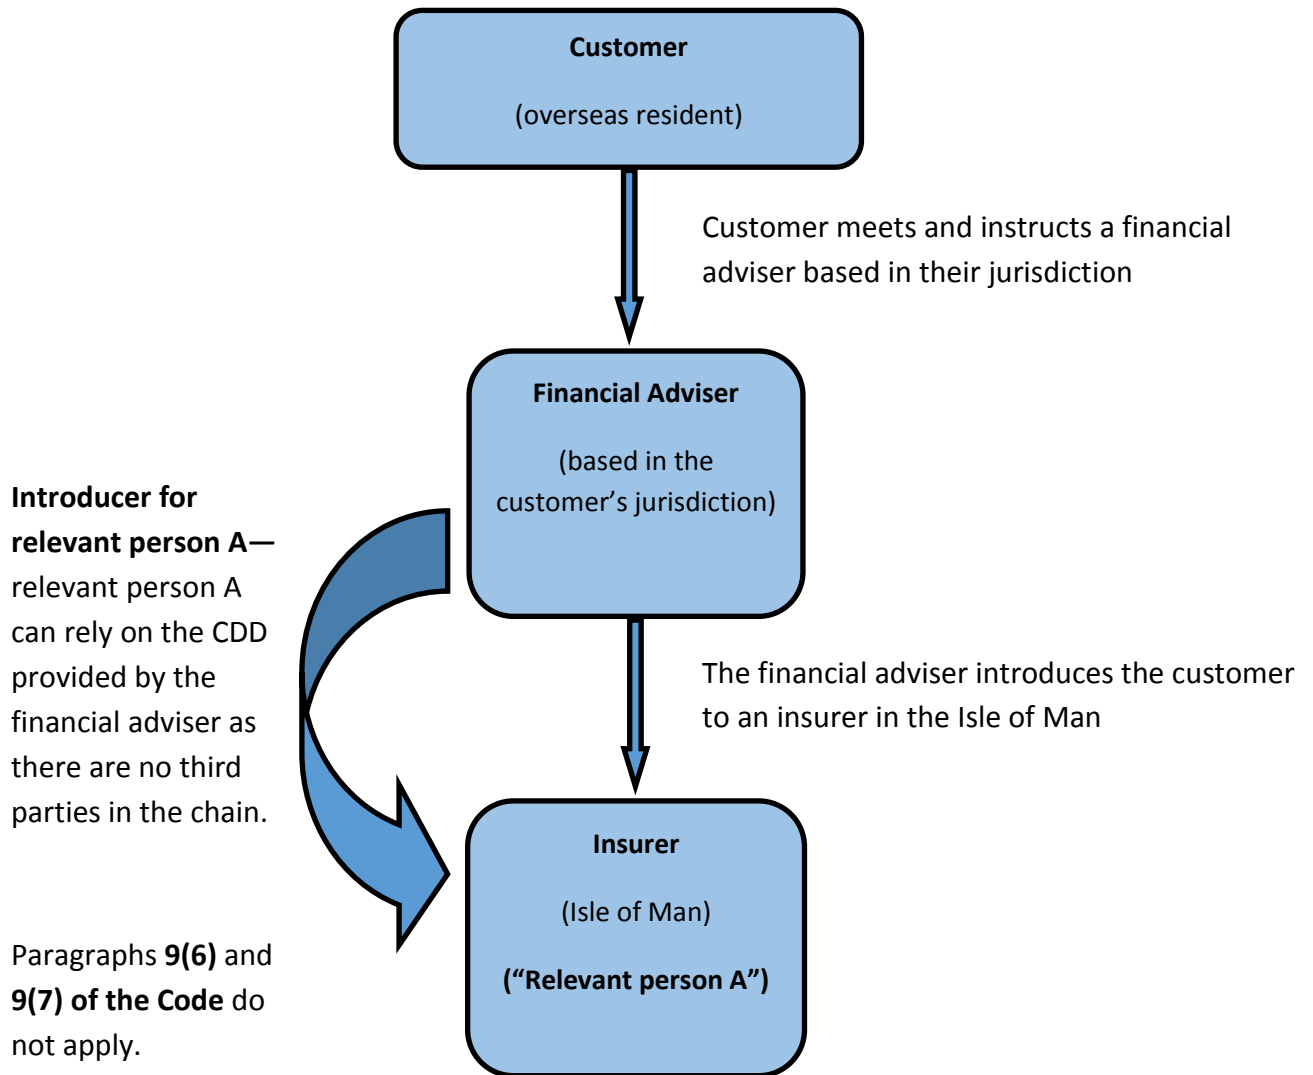 Customer
(overseas resident)
Customer meets and instructs a financial
adviser based in their jurisdiction
Financial Adviser
(based in the
customer’s jurisdiction)
Introducer for
relevant person A—
relevant person A
can rely on the CDD
provided by the
financial adviser as
there are no third
parties in the chain.
Paragraphs 9(6) and
9(7) of the Code do
not apply.
The financial adviser introduces the customer
to an insurer in the Isle of Man
Insurer
(Isle of Man)
(“Relevant person A”)